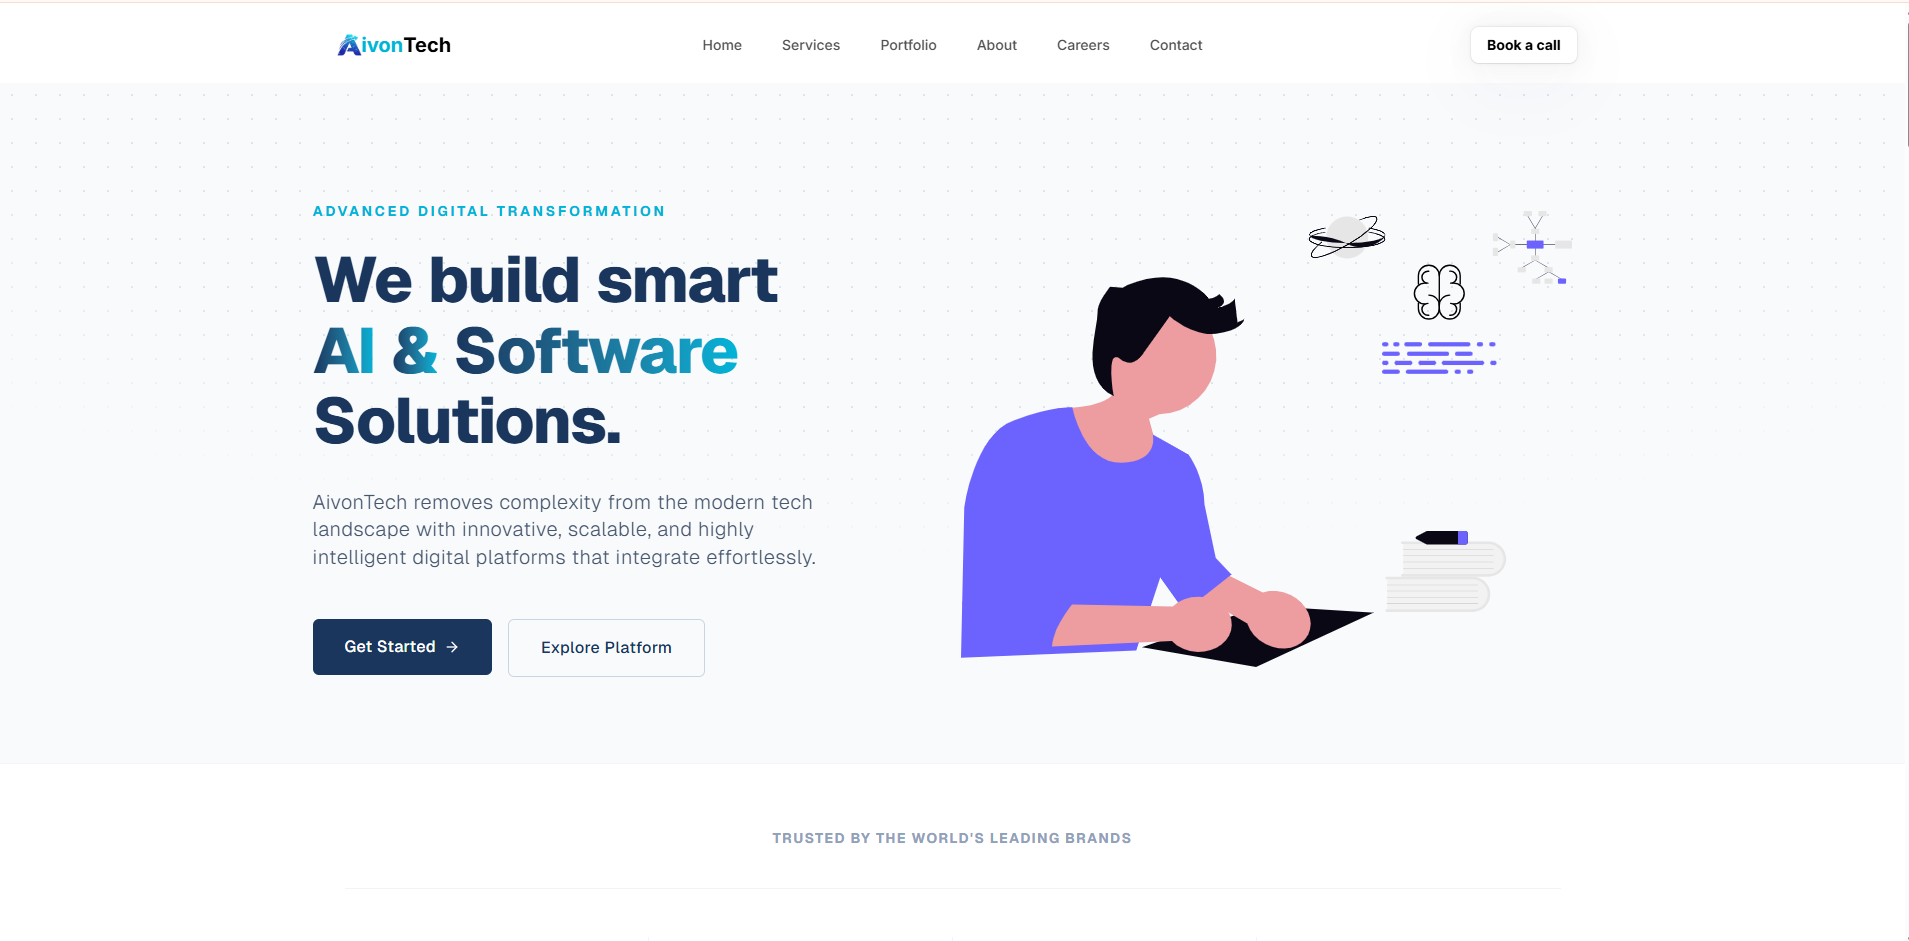 AivonTech
Home
Services
Portfolio
About
Careers
Contact
Book a call
ADVANCED DIGITAL TRANSFORMATION
We build smart
AI & Software
Solutions.
AivonTech removes complexity from the modern tech
landscape with innovative, scalable, and highly
intelligent digital platforms that integrate effortlessly.
Get Started →
Explore Platform
TRUSTED BY THE WORLD'S LEADING BRANDS